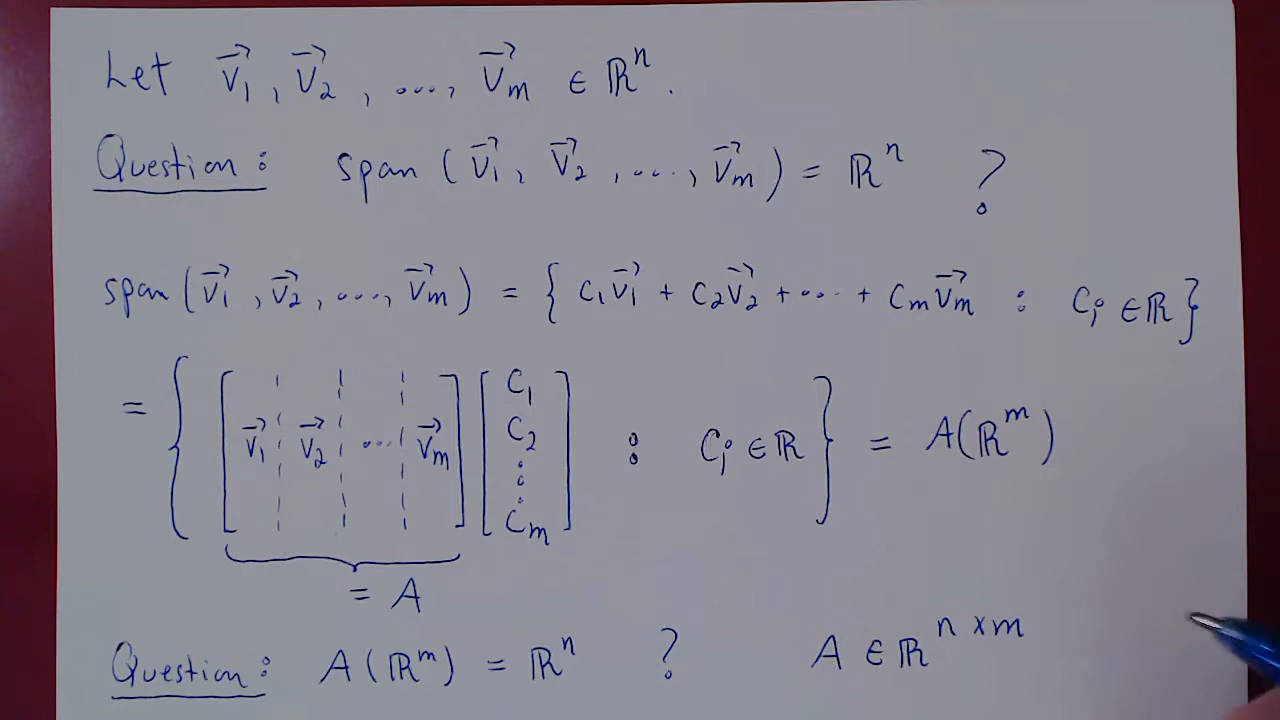 Let v⃗₁, v⃗₂, ..., v⃗ₘ ∈ ℝⁿ.
Question: span (v⃗₁, v⃗₂, ..., v⃗ₘ) = ℝⁿ ?
span (v⃗₁, v⃗₂, ..., v⃗ₘ) = { c₁v⃗₁ + c₂v⃗₂ + ... + cₘv⃗ₘ : cⱼ ∈ ℝ }
= { [ v⃗₁ ¦ v⃗₂ ¦ ... ¦ v⃗ₘ ] [ c₁ c₂ ⋮ cₘ ] : cⱼ ∈ ℝ } = A(ℝᵐ)
= A
Question: A(ℝᵐ) = ℝⁿ ? A ∈ ℝⁿˣᵐ